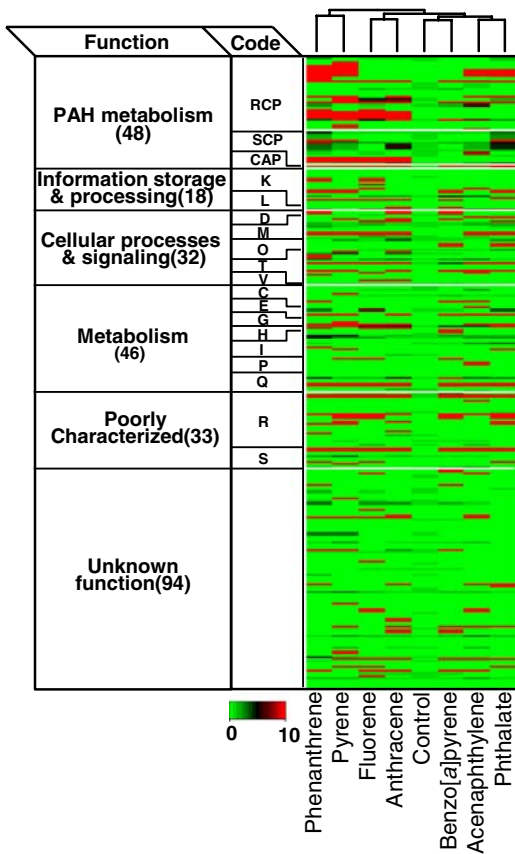 Function
Code
PAH metabolism
(48)
RCP
SCP
CAP
Information storage
& processing(18)
K
L
Cellular processes
& signaling(32)
D
M
O
T
V
Metabolism
(46)
C
E
G
H
I
P
Q
Poorly
Characterized(33)
R
S
Unknown
function(94)
0
10
Phenanthrene
Pyrene
Fluorene
Anthracene
Control
Benzo[a]pyrene
Acenaphthylene
Phthalate